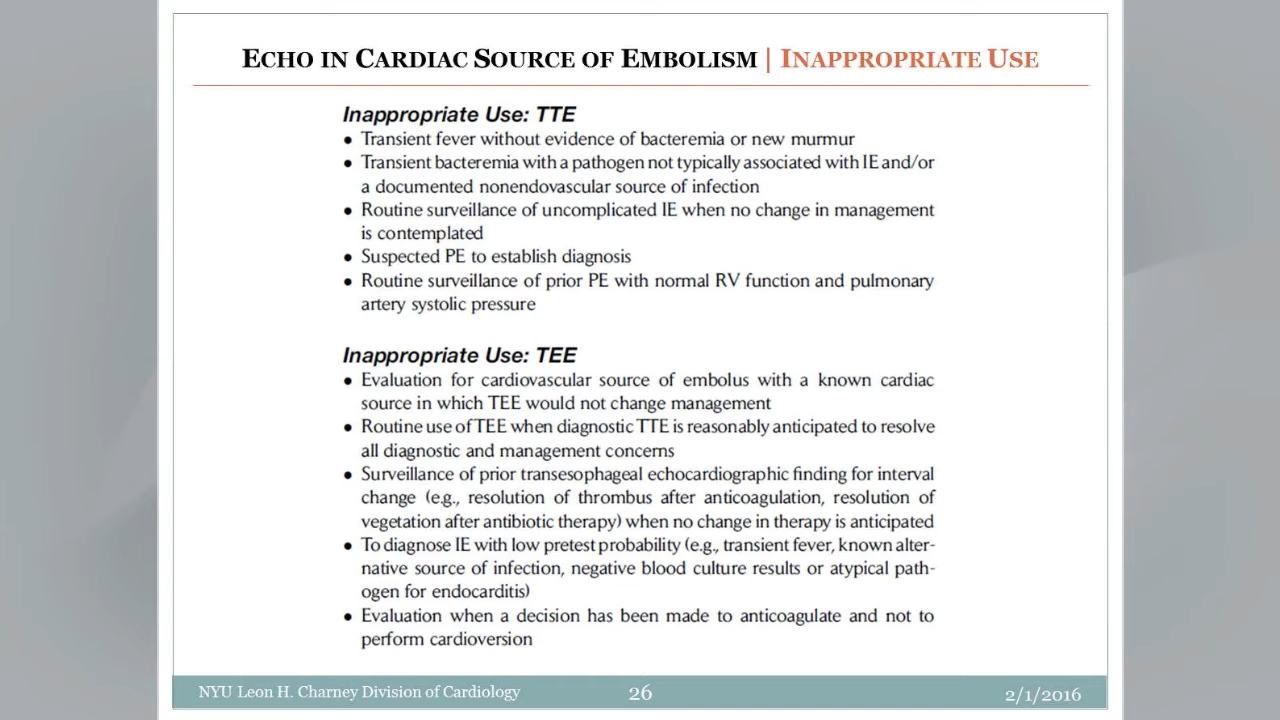 ECHO IN CARDIAC SOURCE OF EMBOLISM | INAPPROPRIATE USE
Inappropriate Use: TTE
• Transient fever without evidence of bacteremia or new murmur
• Transient bacteremia with a pathogen not typically associated with IE and/or
a documented nonendovascular source of infection
• Routine surveillance of uncomplicated IE when no change in management
is contemplated
• Suspected PE to establish diagnosis
• Routine surveillance of prior PE with normal RV function and pulmonary
artery systolic pressure
Inappropriate Use: TEE
• Evaluation for cardiovascular source of embolus with a known cardiac
source in which TEE would not change management
• Routine use of TEE when diagnostic TTE is reasonably anticipated to resolve
all diagnostic and management concerns
• Surveillance of prior transesophageal echocardiographic finding for interval
change (e.g., resolution of thrombus after anticoagulation, resolution of
vegetation after antibiotic therapy) when no change in therapy is anticipated
• To diagnose IE with low pretest probability (e.g., transient fever, known alter-
native source of infection, negative blood culture results or atypical path-
ogen for endocarditis)
• Evaluation when a decision has been made to anticoagulate and not to
perform cardioversion
NYU Leon H. Charney Division of Cardiology 26 2/1/2016